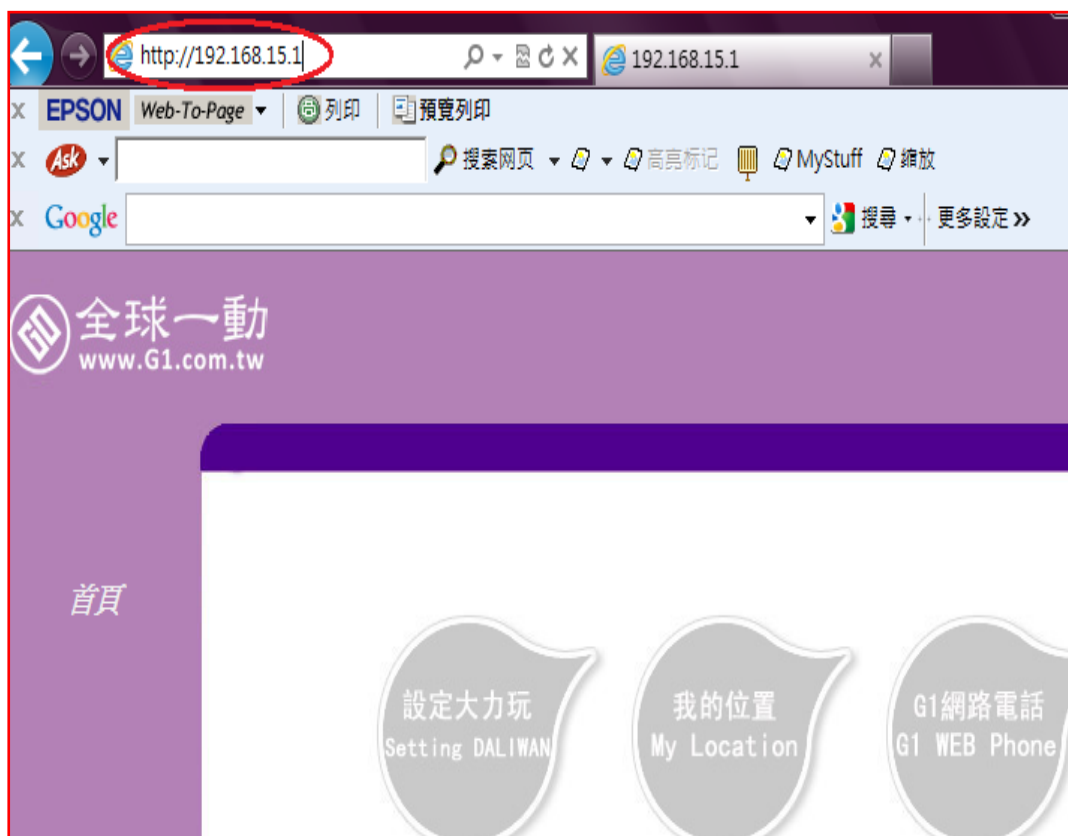 http://192.168.15.1 192.168.15.1
EPSON Web-To-Page 列印 預覽列印
Ask 搜索网页 高亮标记 MyStuff 缩放
Google 搜尋 更多設定
全球一動
www.G1.com.tw
首頁
設定大力玩
Setting DALIWAN
我的位置
My Location
G1網路電話
G1 WEB Phone